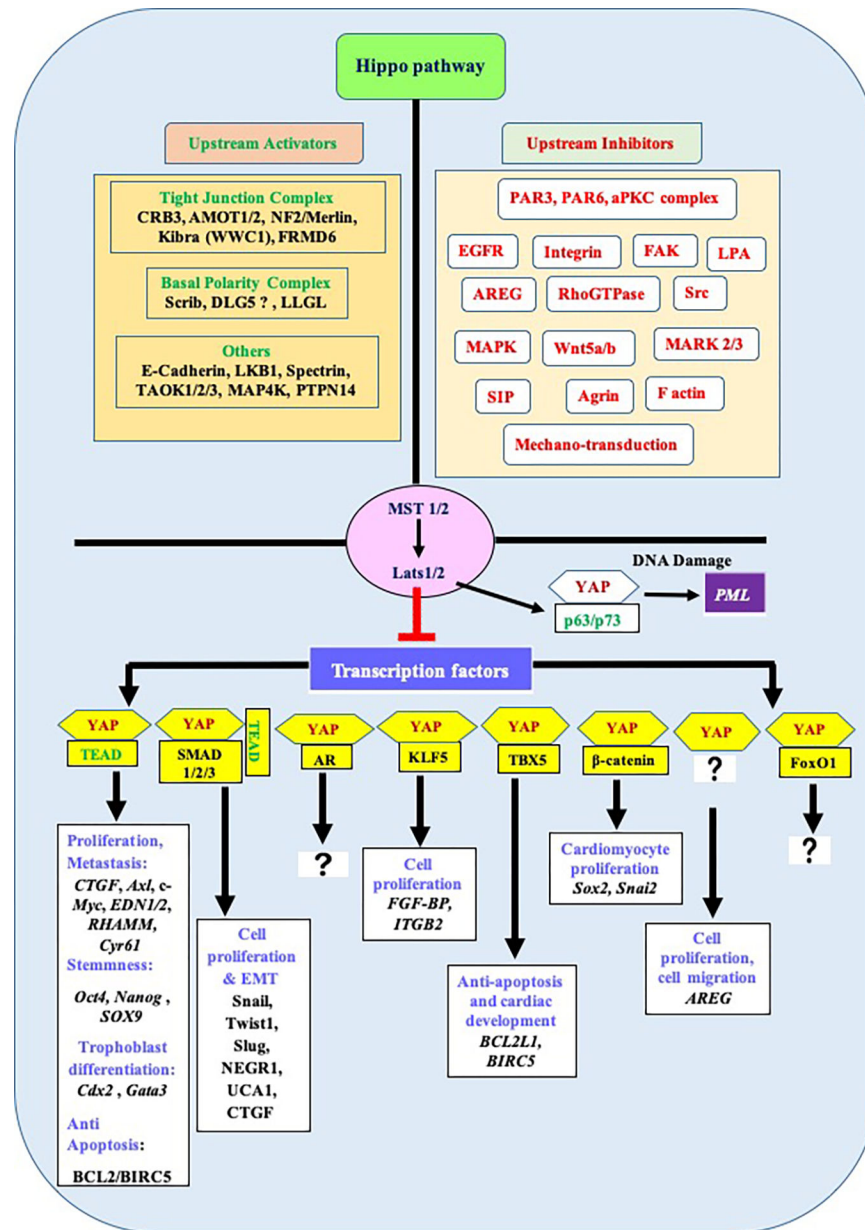 Hippo pathway
Upstream Activators
Tight Junction Complex
CRB3, AMOT1/2, NF2/Merlin,
Kibra (WWC1), FRMD6
Basal Polarity Complex
Scrib, DLG5 ? , LLGL
Others
E-Cadherin, LKB1, Spectrin,
TAOK1/2/3, MAP4K, PTPN14
Upstream Inhibitors
PAR3, PAR6, aPKC complex
EGFR
Integrin
FAK
LPA
AREG
RhoGTPase
Src
MAPK
Wnt5a/b
MARK 2/3
SIP
Agrin
F actin
Mechano-transduction
MST 1/2
Lats1/2
DNA Damage
YAP
p63/p73
PML
Transcription factors
YAP
TEAD
YAP
SMAD
1/2/3
TEAD
YAP
AR
YAP
KLF5
YAP
TBX5
YAP
β-catenin
YAP
?
YAP
FoxO1
Proliferation,
Metastasis:
CTGF, Axl, c-
Myc, EDN1/2,
RHAMM,
Cyr61
Stemmness:
Oct4, Nanog ,
SOX9
Trophoblast
differentiation:
Cdx2 , Gata3
Anti
Apoptosis:
BCL2/BIRC5
Cell
proliferation
& EMT
Snail,
Twist1,
Slug,
NEGR1,
UCA1,
CTGF
?
Cell
proliferation
FGF-BP,
ITGB2
Anti-apoptosis
and cardiac
development
BCL2L1,
BIRC5
Cardiomyocyte
proliferation
Sox2, Snai2
Cell
proliferation,
cell migration
AREG
?